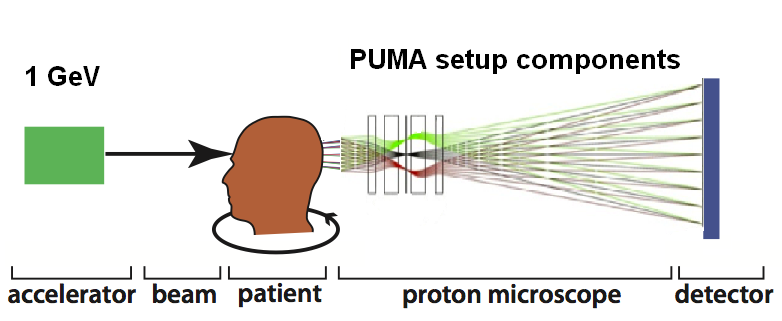 PUMA setup components
1 GeV
accelerator beam patient proton microscope detector